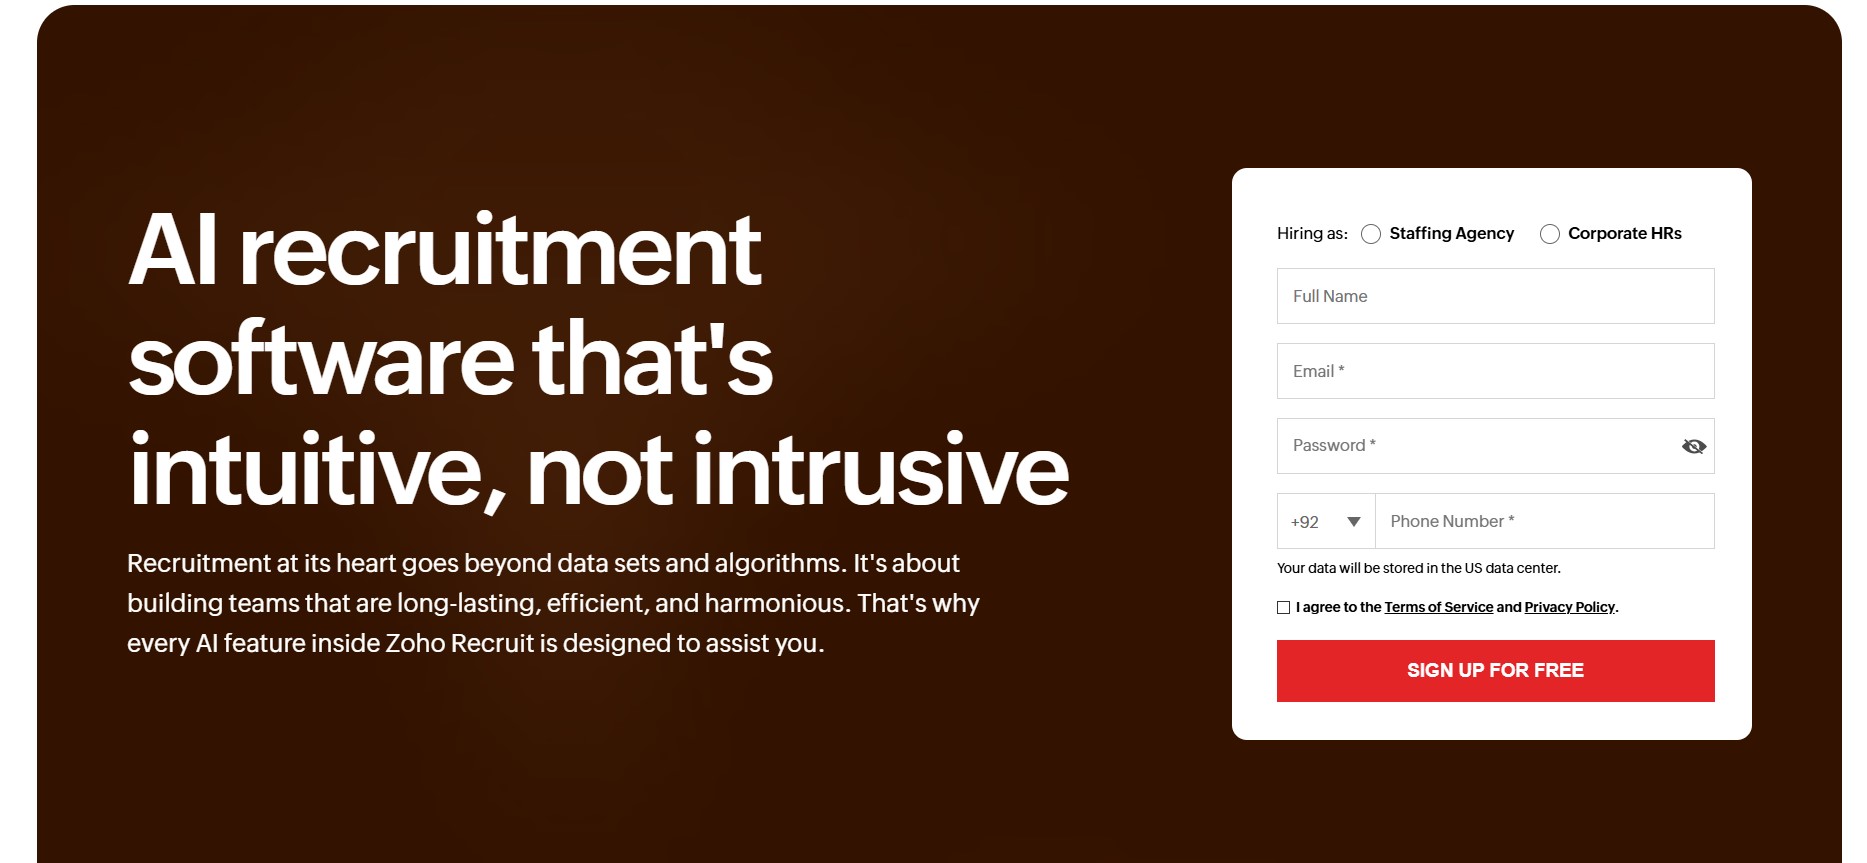 AI recruitment
software that's
intuitive, not intrusive
Recruitment at its heart goes beyond data sets and algorithms. It's about
building teams that are long-lasting, efficient, and harmonious. That's why
every AI feature inside Zoho Recruit is designed to assist you.
Hiring as: Staffing Agency Corporate HRs
Full Name
Email *
Password *
+92 Phone Number *
Your data will be stored in the US data center.
I agree to the Terms of Service and Privacy Policy.
SIGN UP FOR FREE